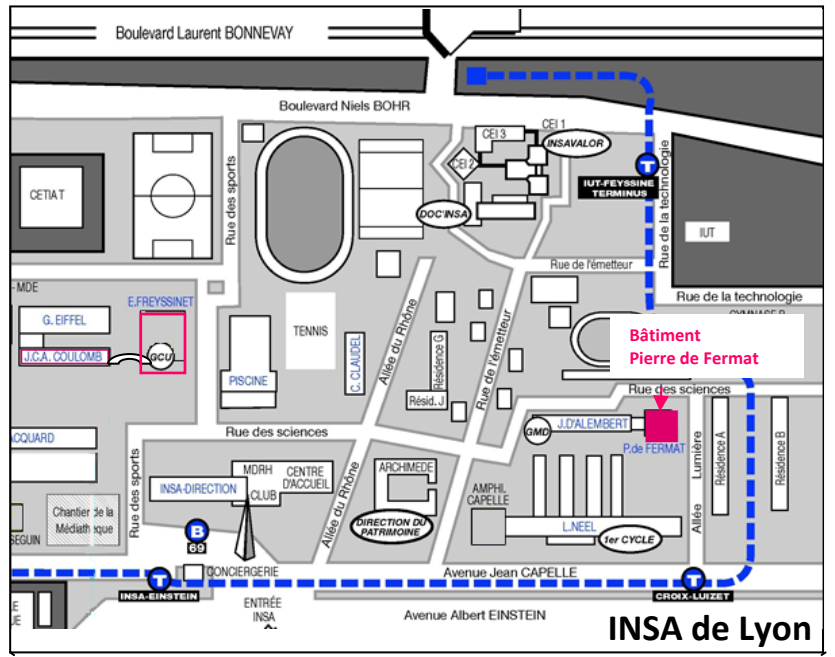 Boulevard Laurent BONNEVAY
Boulevard Niels BOHR
CEI 1
CEI 3
INSAVALOR
CEI 2
CETIAT
Rue des sports
IUT-FEYSSINE
TERMINUS
T
Rue de la technologie
DOC'INSA
IUT
Rue de l'émetteur
- MDE
E.FREYSSINET
Rue de la technologie
G. EIFFEL
TENNIS
Allée du Rhône
Rue de l'émetteur
Bâtiment
Pierre de Fermat
J.C.A. COULOMB
GCU
PISCINE
C. CLAUDEL
Résidence G
Résid. J
Rue des sciences
J.D'ALEMBERT
GMD
P.de FERMAT
Rue des sciences
ACQUARD
Rue des sports
MDRH
CLUB
CENTRE
D'ACCUEIL
INSA-DIRECTION
Allée du Rhône
ARCHIMEDE
DIRECTION DU
PATRIMOINE
AMPHI.
CAPELLE
L.NEEL
1er CYCLE
Allée Lumière
Résidence A
Résidence B
Chantier de la
Médiathèque
SEGUIN
B
69
CONCIERGERIE
Avenue Jean CAPELLE
T
INSA-EINSTEIN
T
CROIX-LUIZET
ENTRÉE
INSA
Avenue Albert EINSTEIN
INSA de Lyon